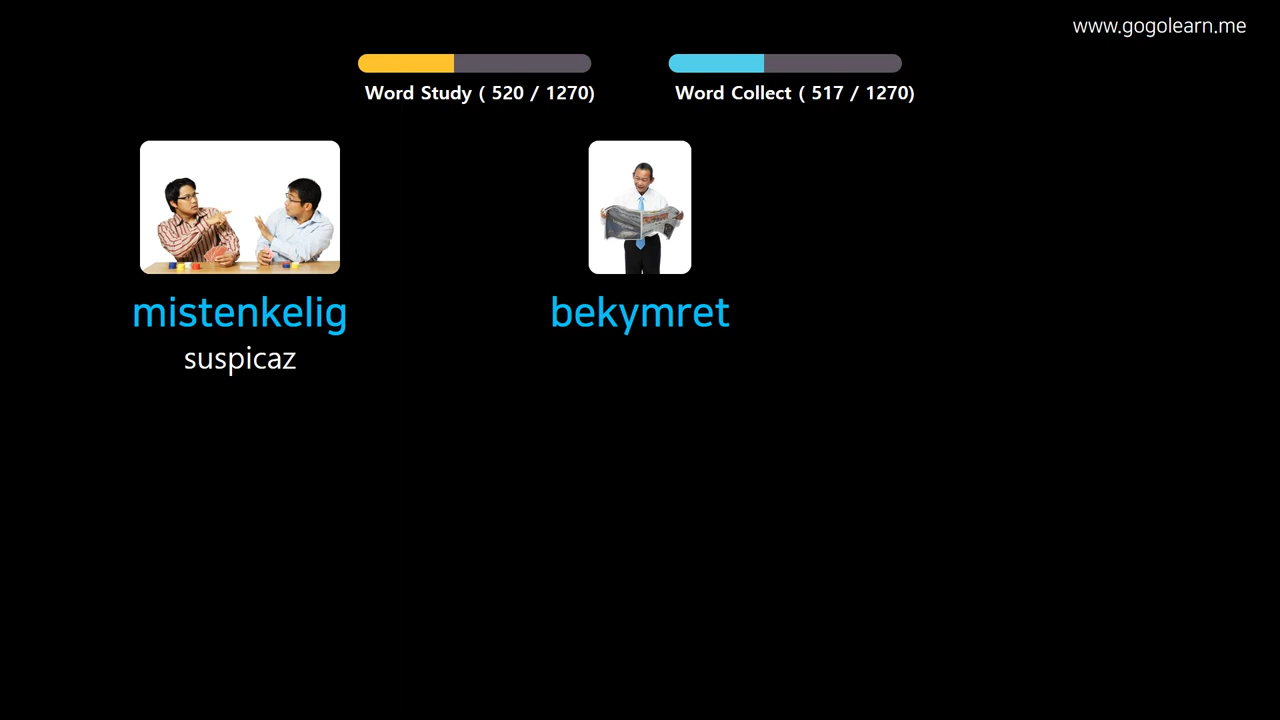 www.gogolearn.me
Word Study ( 520 / 1270)
Word Collect ( 517 / 1270)
mistenkelig
bekymret
suspicaz